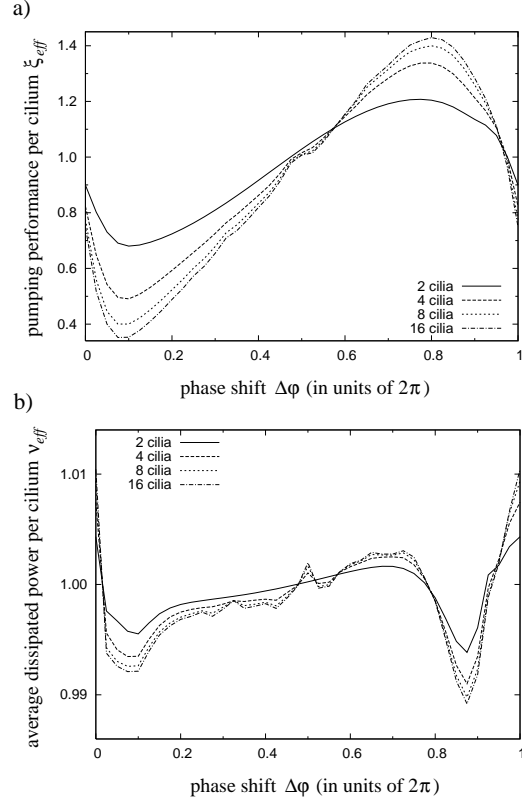 a)
pumping performance per cilium ξeff
1.4
1.2
1.0
0.8
0.6
0.4
2 cilia
4 cilia
8 cilia
16 cilia
0 0.2 0.4 0.6 0.8 1
phase shift Δφ (in units of 2π)
b)
average dissipated power per cilium νeff
2 cilia
4 cilia
8 cilia
16 cilia
1.01
1.00
0.99
0 0.2 0.4 0.6 0.8 1
phase shift Δφ (in units of 2π)